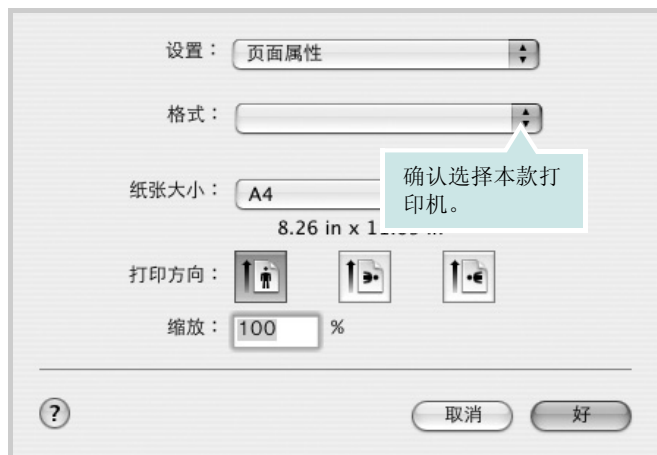 设置： 页面属性
格式：
确认选择本款打
印机。
纸张大小： A4
8.26 in x 1
打印方向：
缩放： 100 %
?
取消 好